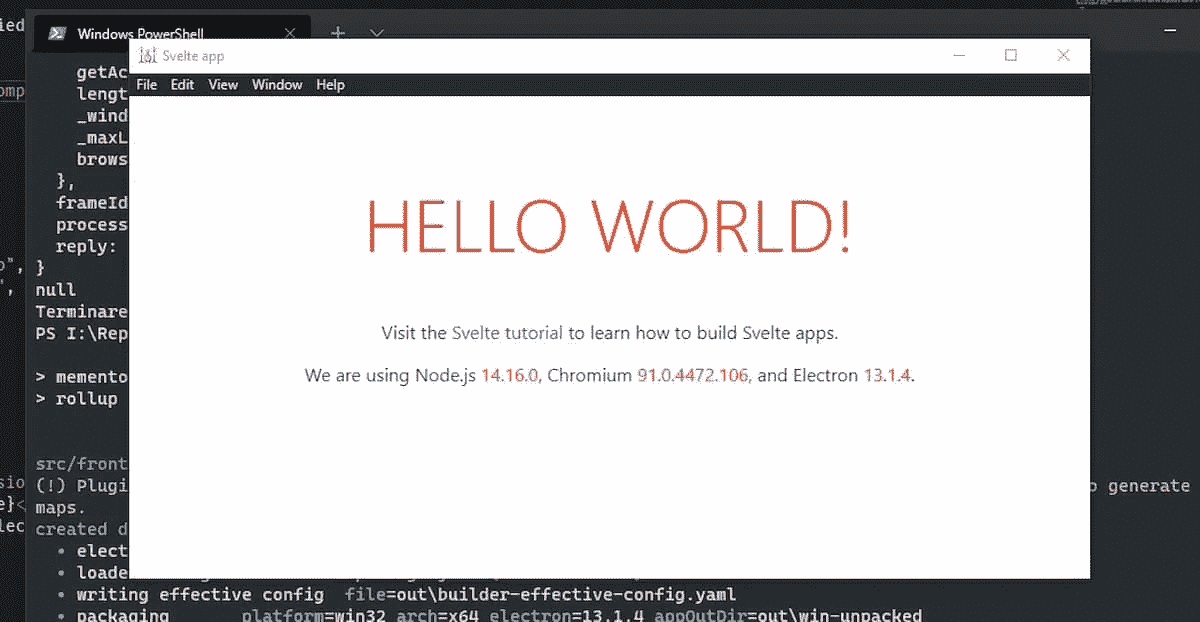 ied
Windows PowerShell
Svelte app
File Edit View Window Help
getAc
lengt
omp
_wind
_maxL
brows
},
frameId
process
reply:
}
null
Terminare
PS I:\Rep
> memento
> rollup
HELLO WORLD!
Visit the Svelte tutorial to learn how to build Svelte apps.
We are using Node.js 14.16.0, Chromium 91.0.4472.106, and Electron 13.1.4.
src/front
(!) Plugi
o generate
maps.
created d
• elect
• loade
• writing effective config file=out\builder-effective-config.yaml
• packaging platform=win32 arch=x64 electron=13.1.4 appOutDir=out\win-unpacked